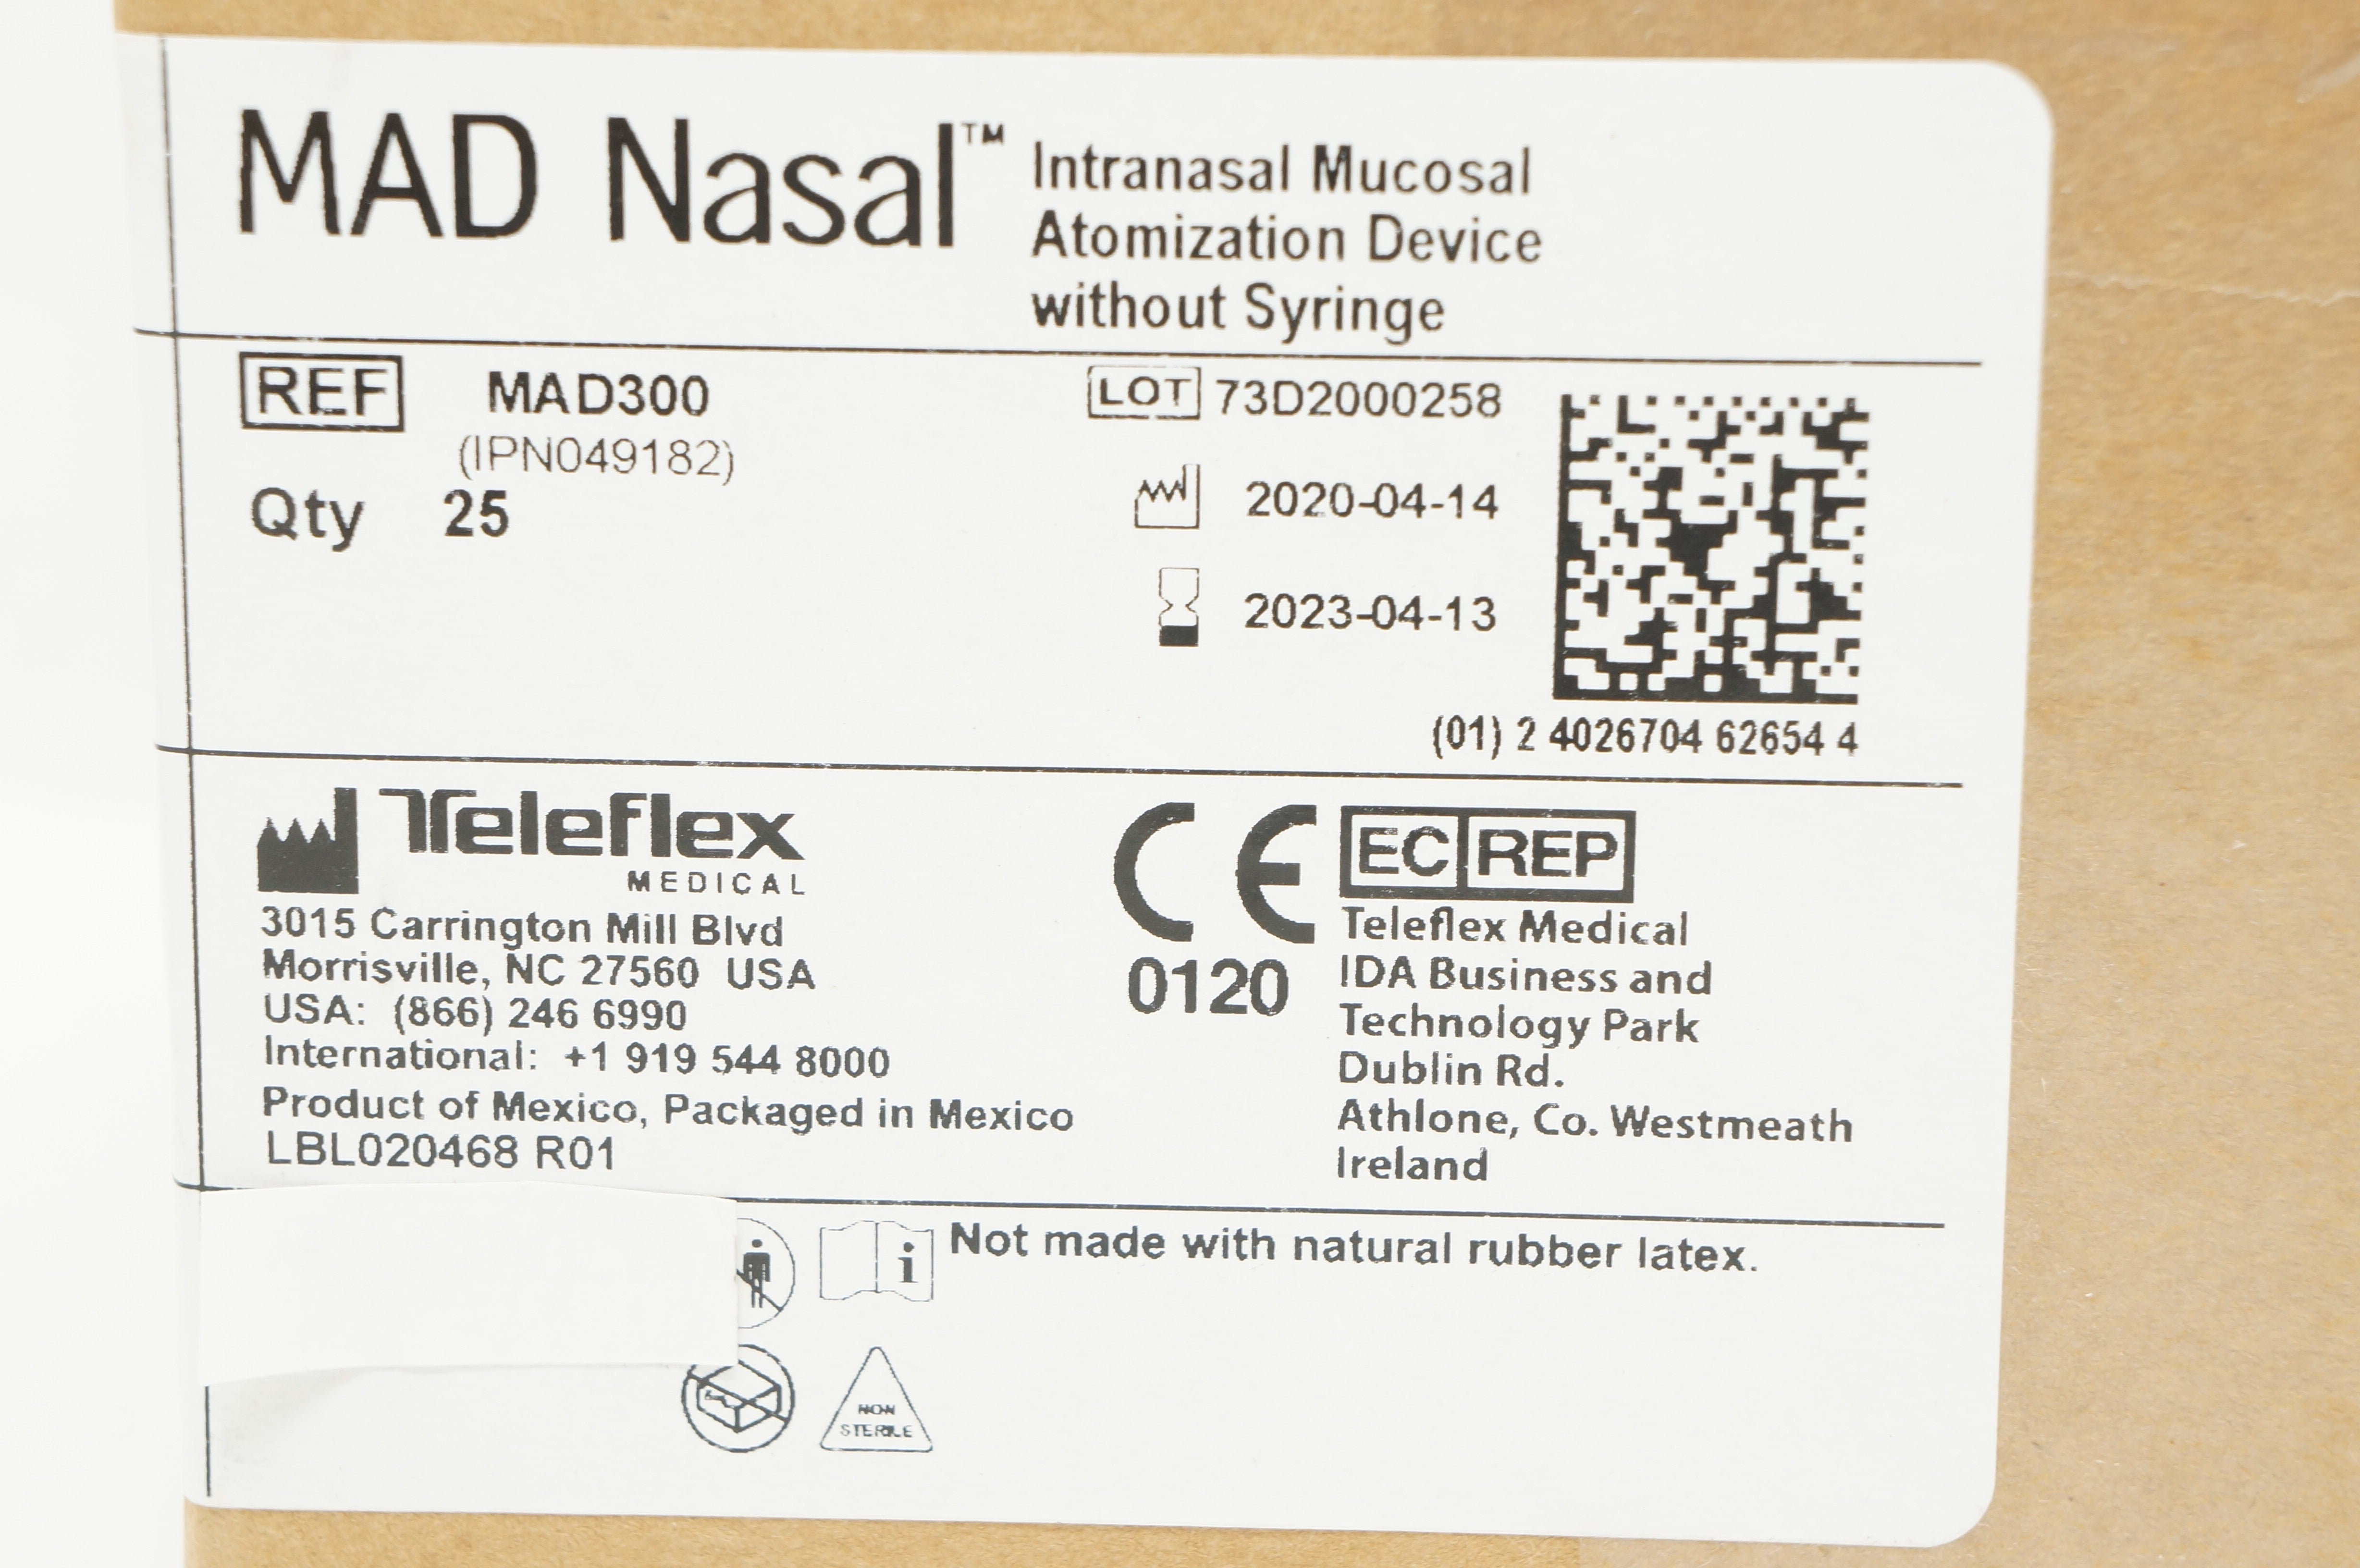 MAD Nasal™
Intranasal Mucosal
Atomization Device
without Syringe
REF MAD300
(IPN049182)
Qty 25
LOT 73D2000258
2020-04-14
2023-04-13
(01) 2 4026704 62654 4
Teleflex
MEDICAL
3015 Carrington Mill Blvd
Morrisville, NC 27560 USA
USA: (866) 246 6990
International: +1 919 544 8000
Product of Mexico, Packaged in Mexico
LBL020468 R01
CE
0120
EC REP
Teleflex Medical
IDA Business and
Technology Park
Dublin Rd.
Athlone, Co. Westmeath
Ireland
i
Not made with natural rubber latex.
NON
STERILE